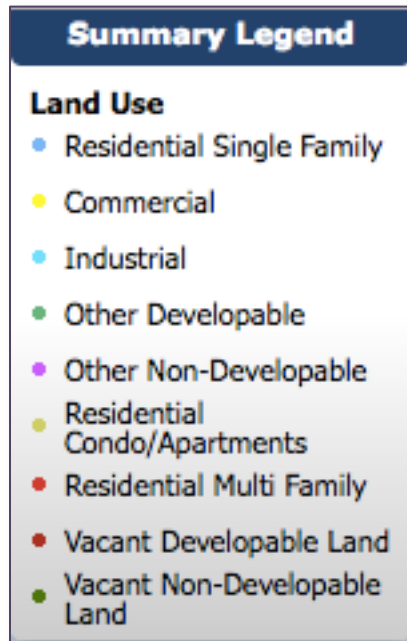 Summary Legend
Land Use
Residential Single Family
Commercial
Industrial
Other Developable
Other Non-Developable
Residential
Condo/Apartments
Residential Multi Family
Vacant Developable Land
Vacant Non-Developable
Land